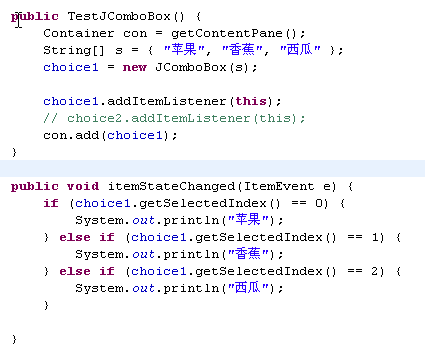 public TestJComboBox() {
    Container con = getContentPane();
    String[] s = { "苹果", "香蕉", "西瓜" };
    choice1 = new JComboBox(s);
    choice1.addItemListener(this);
    // choice2.addItemListener(this);
    con.add(choice1);
}
public void itemStateChanged(ItemEvent e) {
    if (choice1.getSelectedIndex() == 0) {
        System.out.println("苹果");
    } else if (choice1.getSelectedIndex() == 1) {
        System.out.println("香蕉");
    } else if (choice1.getSelectedIndex() == 2) {
        System.out.println("西瓜");
    }
}